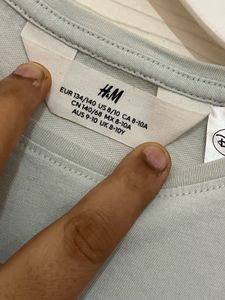 H&M
EUR 134/140 US 8/10 CA 8-10A
CN 140/68 MX 8-10A
AUS 9-10 UK 8-10Y